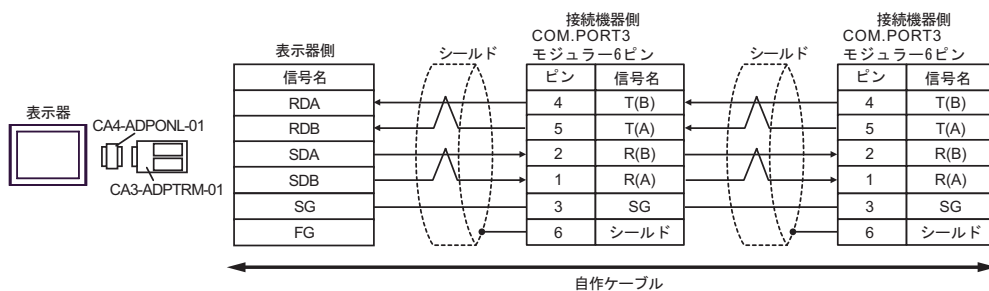 表示器
CA4-ADPONL-01
CA3-ADPTRM-01
表示器側
信号名
RDA
RDB
SDA
SDB
SG
FG
シールド
接続機器側
COM.PORT3
モジュラー6ピン
ピン 信号名
4 T(B)
5 T(A)
2 R(B)
1 R(A)
3 SG
6 シールド
シールド
接続機器側
COM.PORT3
モジュラー6ピン
ピン 信号名
4 T(B)
5 T(A)
2 R(B)
1 R(A)
3 SG
6 シールド
自作ケーブル